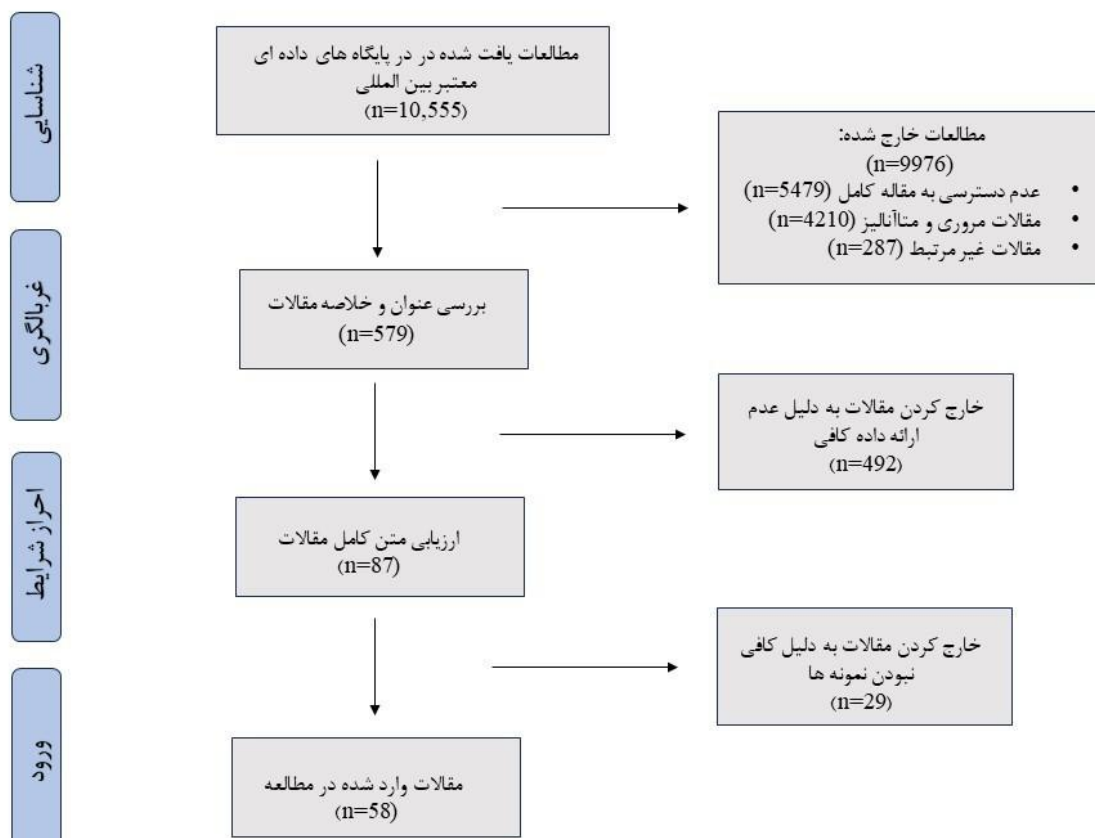 شناسایی
مطالعات یافت شده در در پایگاه های داده ای
معتبر بین المللی
(n=10,555)
مطالعات خارج شده:
(n=9976)
• عدم دسترسی به مقاله کامل (n=5479)
• مقالات مروری و متاآنالیز (n=4210)
• مقالات غیر مرتبط (n=287)
غربالگری
بررسی عنوان و خلاصه مقالات
(n=579)
خارج کردن مقالات به دلیل عدم
ارائه داده کافی
(n=492)
احراز شرایط
ارزیابی متن کامل مقالات
(n=87)
خارج کردن مقالات به دلیل کافی
نبودن نمونه ها
(n=29)
ورود
مقالات وارد شده در مطالعه
(n=58)